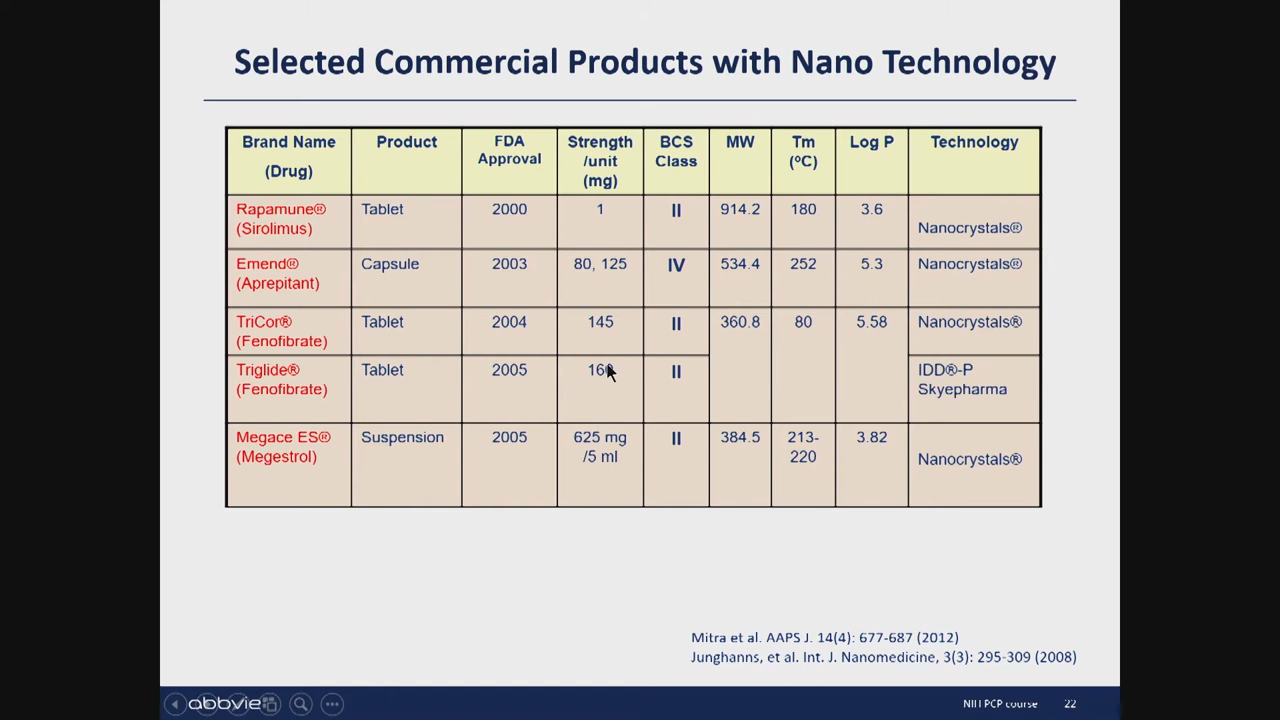 Selected Commercial Products with Nano Technology
Brand Name (Drug) Product FDA Approval Strength /unit (mg) BCS Class MW Tm (ºC) Log P Technology
Rapamune® (Sirolimus) Tablet 2000 1 II 914.2 180 3.6 Nanocrystals®
Emend® (Aprepitant) Capsule 2003 80, 125 IV 534.4 252 5.3 Nanocrystals®
TriCor® (Fenofibrate) Tablet 2004 145 II 360.8 80 5.58 Nanocrystals®
Triglide® (Fenofibrate) Tablet 2005 160 II IDD®-P Skyepharma
Megace ES® (Megestrol) Suspension 2005 625 mg /5 ml II 384.5 213-220 3.82 Nanocrystals®
Mitra et al. AAPS J. 14(4): 677-687 (2012)
Junghanns, et al. Int. J. Nanomedicine, 3(3): 295-309 (2008)
abbvie
NIH PCP course 22